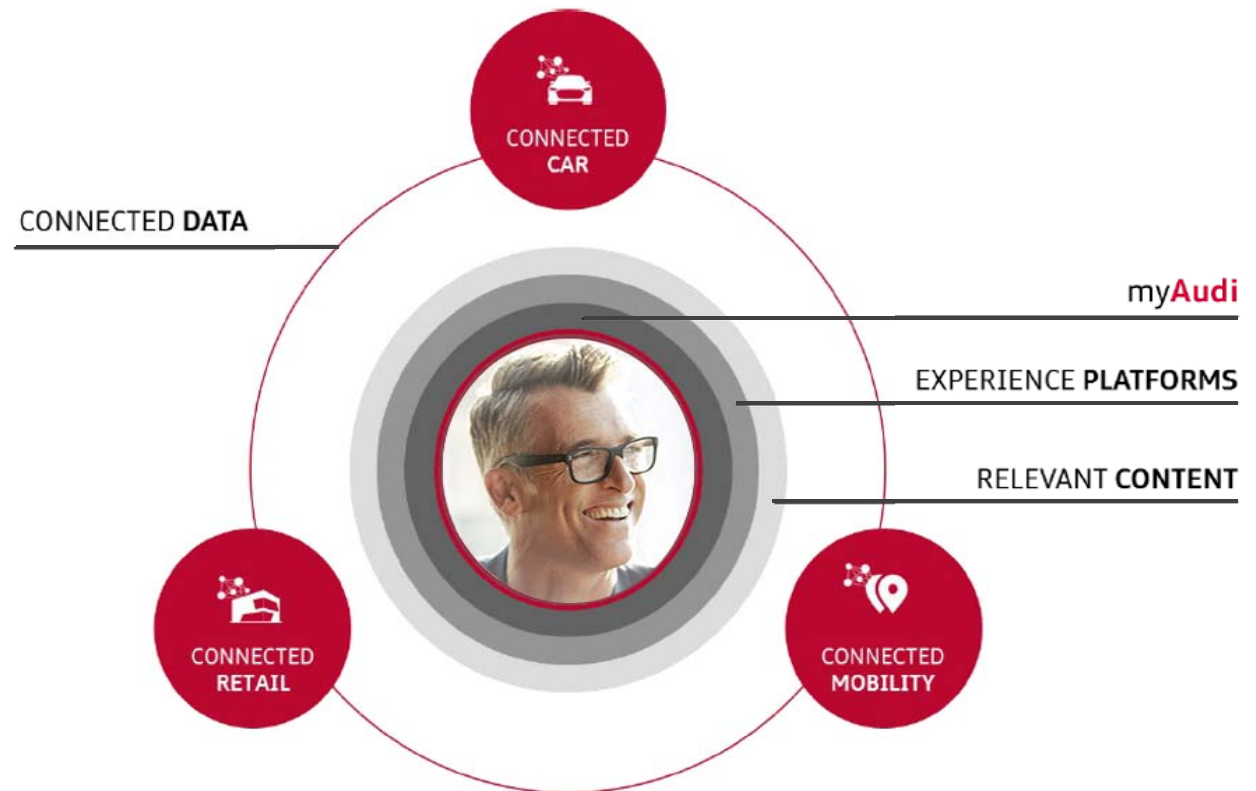 CONNECTED
CAR
CONNECTED DATA
myAudi
EXPERIENCE PLATFORMS
RELEVANT CONTENT
CONNECTED
RETAIL
CONNECTED
MOBILITY